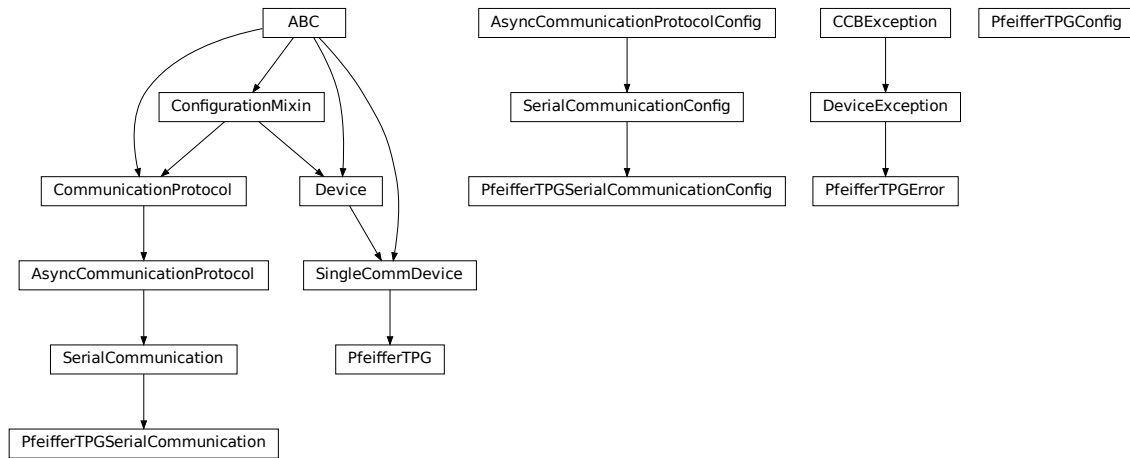 ABC
AsyncCommunicationProtocolConfig
CCBException
PfeifferTPGConfig
ConfigurationMixin
SerialCommunicationConfig
DeviceException
CommunicationProtocol
Device
PfeifferTPGSerialCommunicationConfig
PfeifferTPGError
AsyncCommunicationProtocol
SingleCommDevice
SerialCommunication
PfeifferTPG
PfeifferTPGSerialCommunication